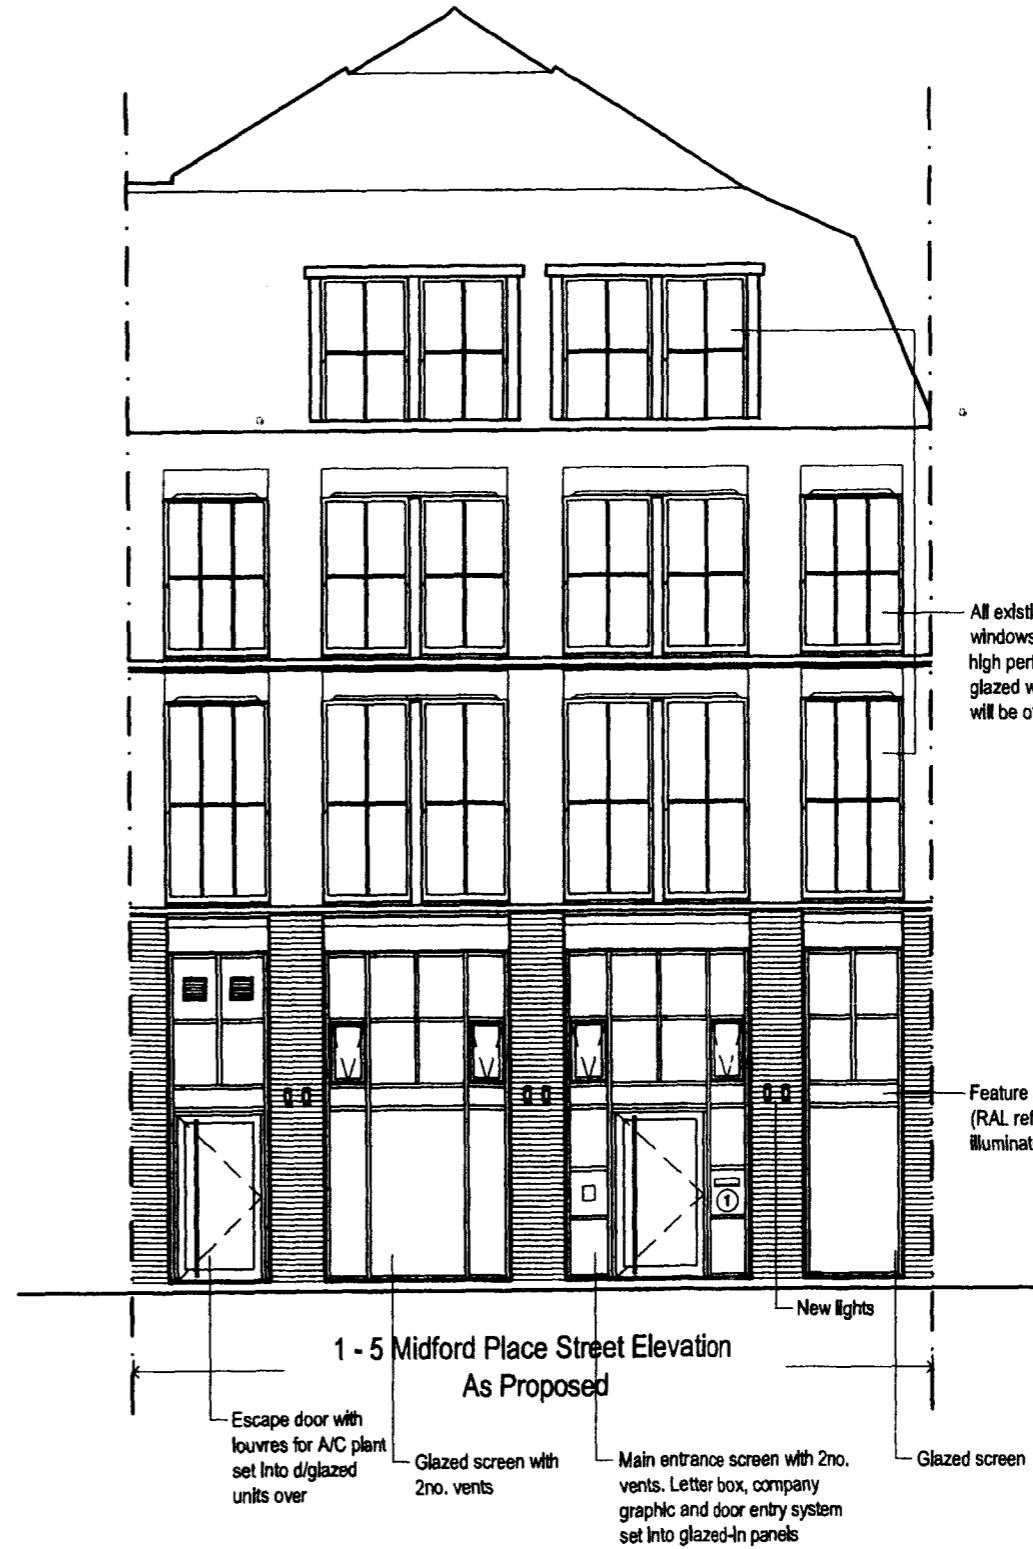 All existi
windows
high perf
glazed w
will be of
Feature
(RAL ref
illuminat
1
New lights
1 - 5 Midford Place Street Elevation
As Proposed
Escape door with
louvres for A/C plant
set into d/glazed
units over
Glazed screen with
2no. vents
Main entrance screen with 2no.
vents. Letter box, company
graphic and door entry system
set into glazed-in panels
Glazed screen